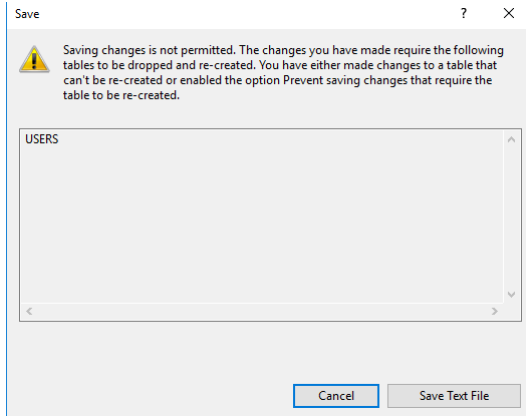 Save
Saving changes is not permitted. The changes you have made require the following
tables to be dropped and re-created. You have either made changes to a table that
can't be re-created or enabled the option Prevent saving changes that require the
table to be re-created.
USERS
Cancel
Save Text File